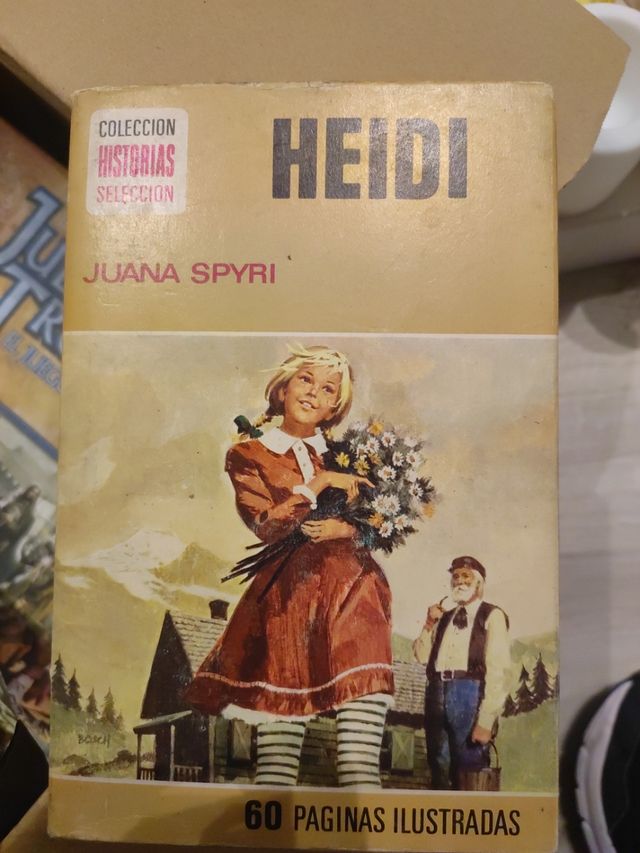 COLECCION
HISTORIAS
SELECCION
HEIDI
JUANA SPYRI
BOSCH
60 PAGINAS ILUSTRADAS